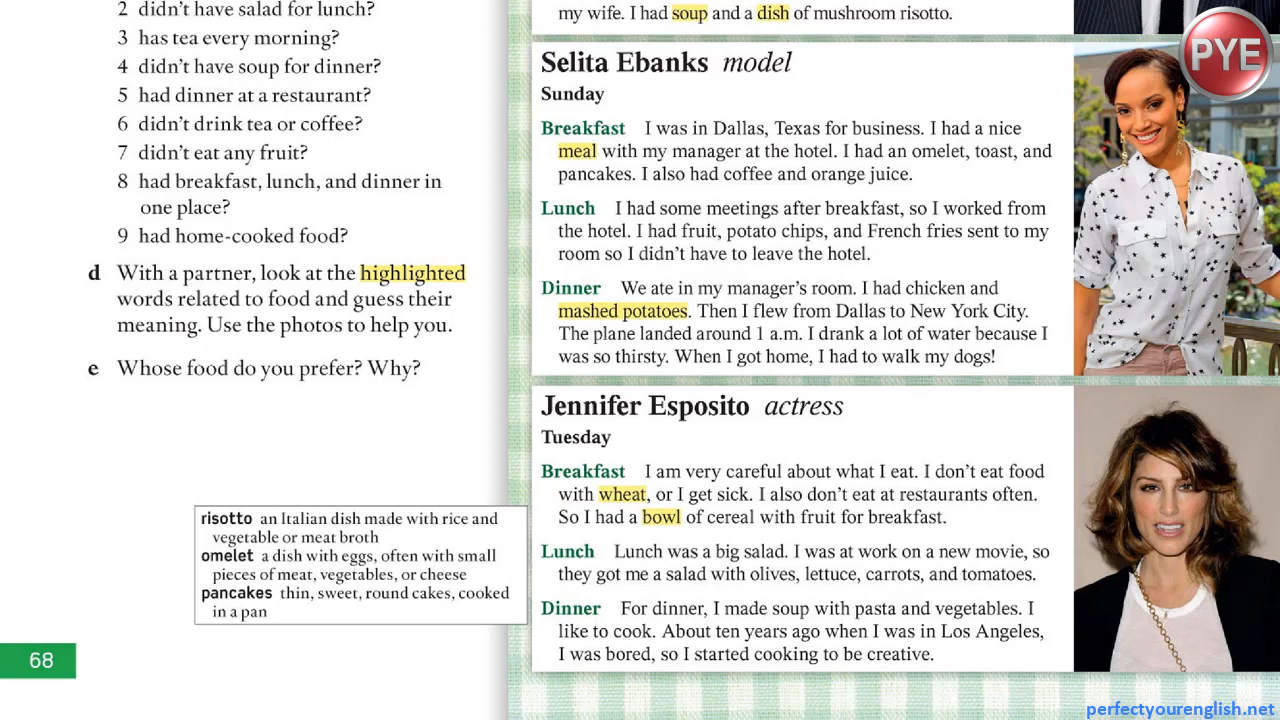 2 didn't have salad for lunch?
3 has tea every morning?
4 didn't have soup for dinner?
5 had dinner at a restaurant?
6 didn't drink tea or coffee?
7 didn't eat any fruit?
8 had breakfast, lunch, and dinner in
one place?
9 had home-cooked food?
d With a partner, look at the highlighted
words related to food and guess their
meaning. Use the photos to help you.
e Whose food do you prefer? Why?
risotto an Italian dish made with rice and
vegetable or meat broth
omelet a dish with eggs, often with small
pieces of meat, vegetables, or cheese
pancakes thin, sweet, round cakes, cooked
in a pan
68
my wife. I had soup and a dish of mushroom risotto.
Selita Ebanks model
Sunday
Breakfast I was in Dallas, Texas for business. I had a nice
meal with my manager at the hotel. I had an omelet, toast, and
pancakes. I also had coffee and orange juice.
Lunch I had some meetings after breakfast, so I worked from
the hotel. I had fruit, potato chips, and French fries sent to my
room so I didn't have to leave the hotel.
Dinner We ate in my manager's room. I had chicken and
mashed potatoes. Then I flew from Dallas to New York City.
The plane landed around 10:00. I drank a lot of water because I
was so thirsty. When I got home, I had to walk my dogs!
Jennifer Esposito actress
Tuesday
Breakfast I am very careful about what I eat. I don't eat food
with wheat, or I get sick. I also don't eat at restaurants often.
So I had a bowl of cereal with fruit for breakfast.
Lunch Lunch was a big salad. I was at work on a new movie, so
they got me a salad with olives, lettuce, carrots, and tomatoes.
Dinner For dinner, I made soup with pasta and vegetables. I
like to cook. About ten years ago when I was in Los Angeles,
I was bored, so I started cooking to be creative.
PYE
perfectyourenglish.net